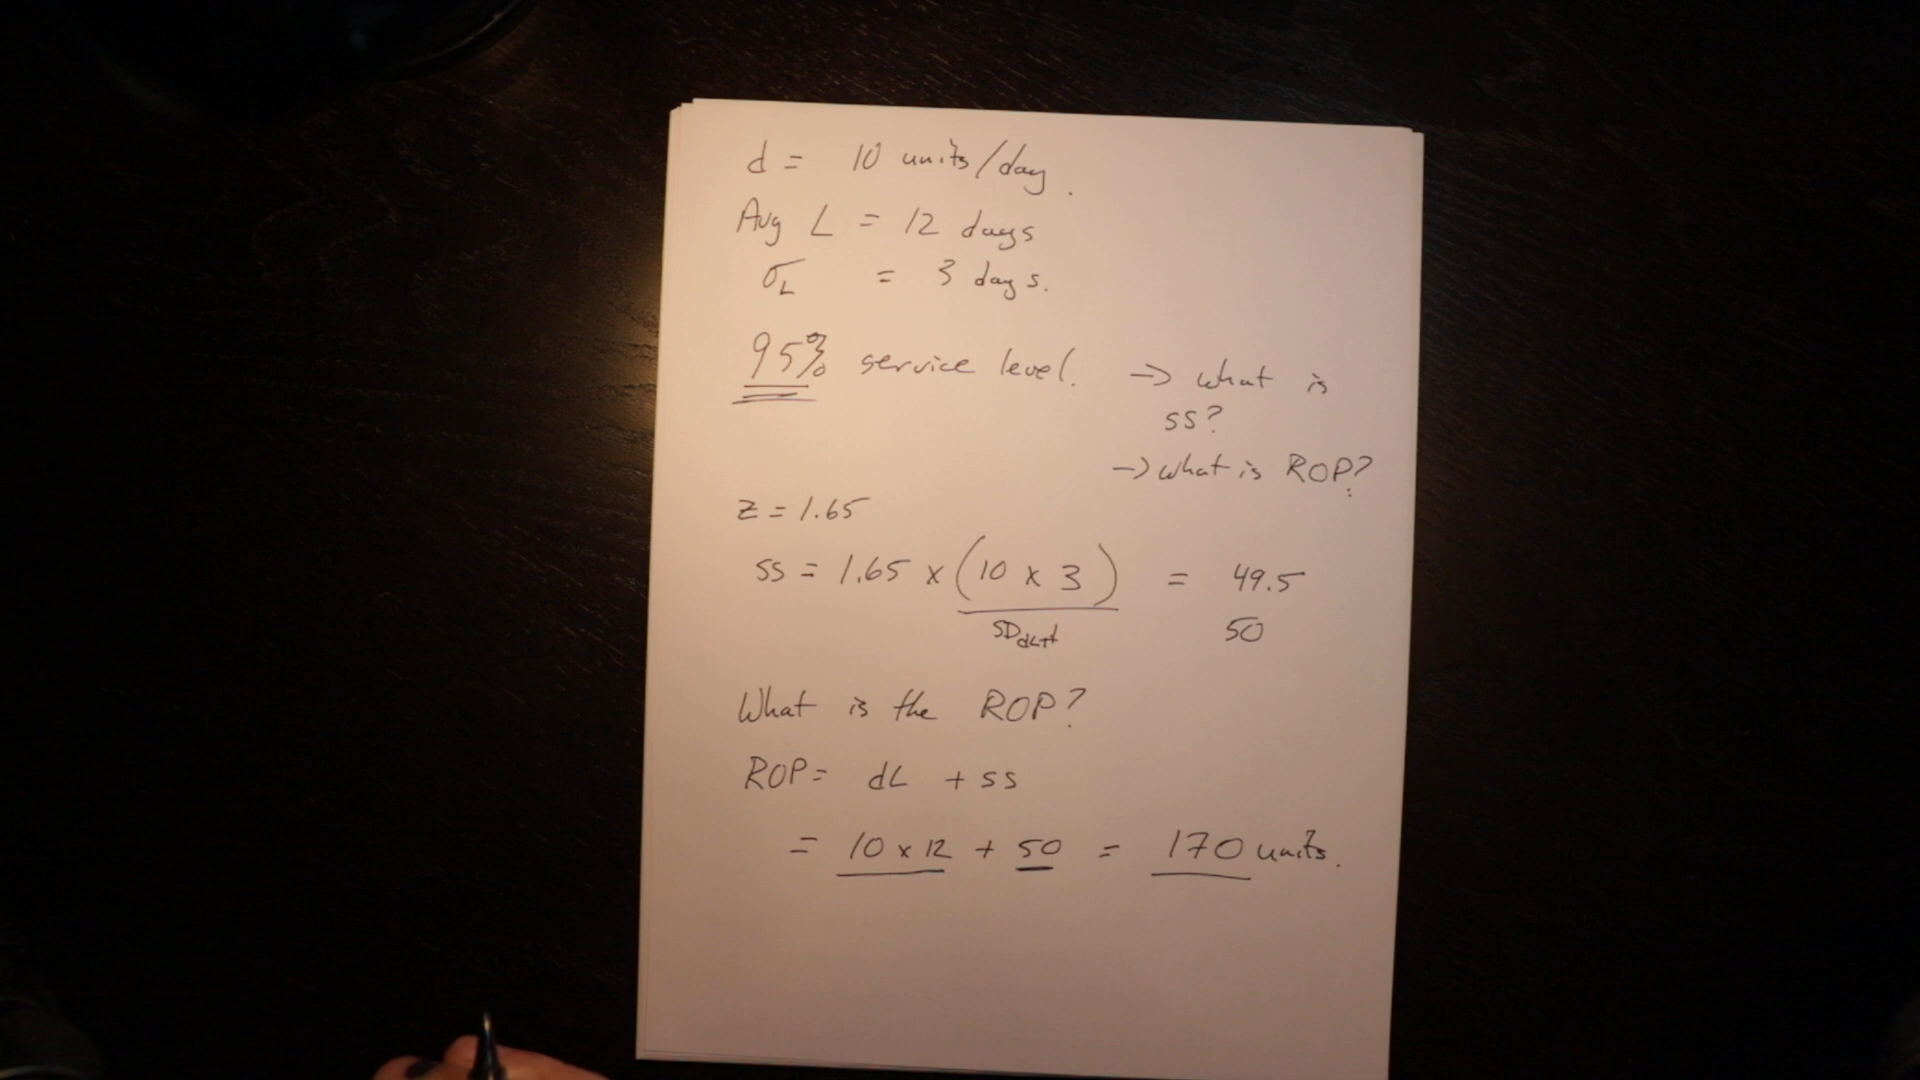 d = 10 units/day.
Avg L = 12 days
σL = 3 days.
95% service level. → what is
ss?
→ what is ROP?
z = 1.65
ss = 1.65 x (10 x 3) = 49.5
SDdLT 50
What is the ROP?
ROP = dL + ss
= 10 x 12 + 50 = 170 units.